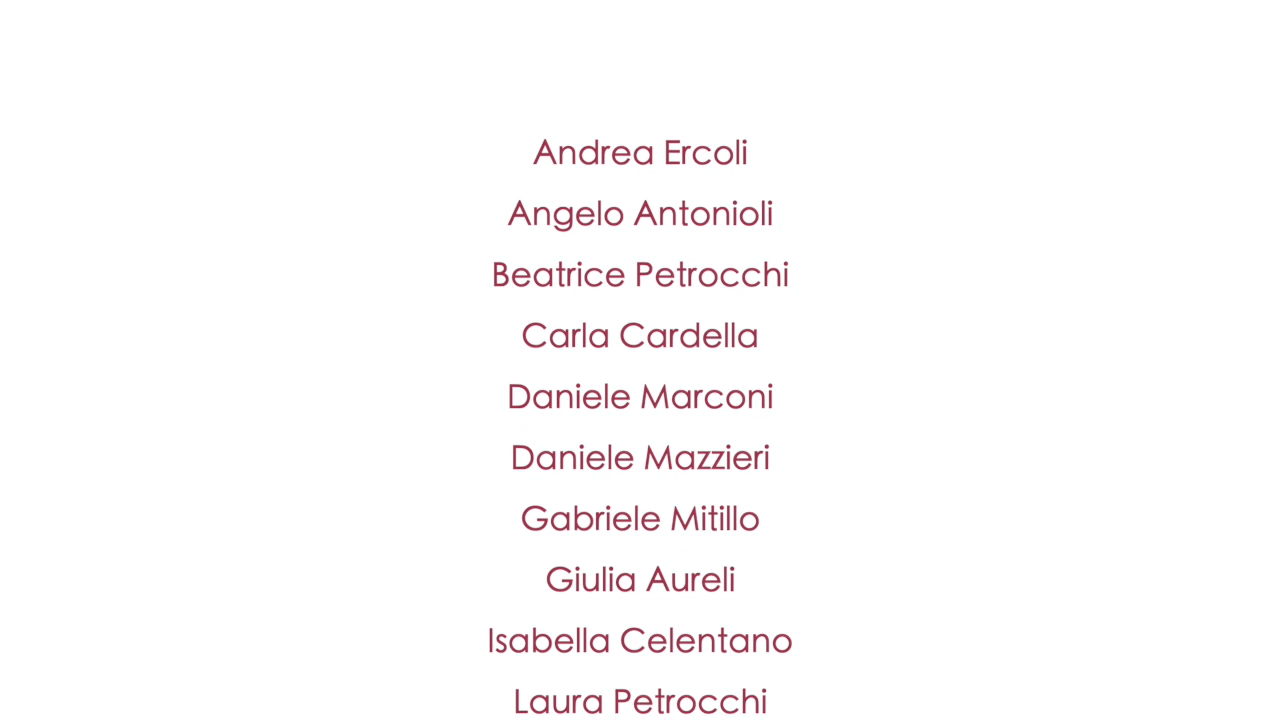 Andrea Ercoli
Angelo Antonioli
Beatrice Petrocchi
Carla Cardella
Daniele Marconi
Daniele Mazzieri
Gabriele Mitillo
Giulia Aureli
Isabella Celentano
Laura Petrocchi